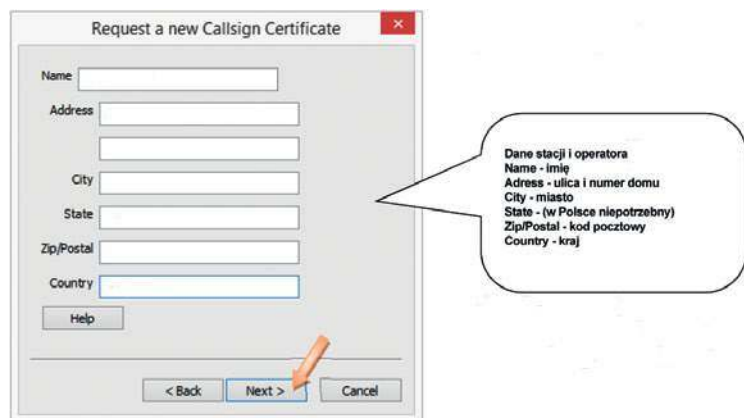 Request a new Callsign Certificate
Name
Address
City
State
Zip/Postal
Country
Help
< Back
Next >
Cancel
Dane stacji i operatora
Name - imię
Adress - ulica i numer domu
City - miasto
State - (w Polsce niepotrzebny)
Zip/Postal - kod pocztowy
Country - kraj